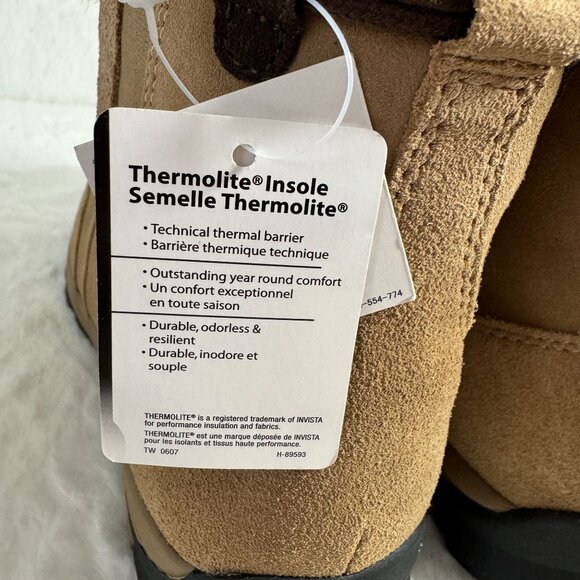 Thermolite® Insole
Semelle Thermolite®
• Technical thermal barrier
• Barrière thermique technique
• Outstanding year round comfort
• Un confort exceptionnel
en toute saison
• Durable, odorless &
resilient
• Durable, inodore et
souple
THERMOLITE® is a registered trademark of INVISTA
for performance insulation and fabrics.
THERMOLITE® est une marque déposée de INVISTA
pour les isolants et tissus haute performance.
TW 0607 H-89593
-554-774